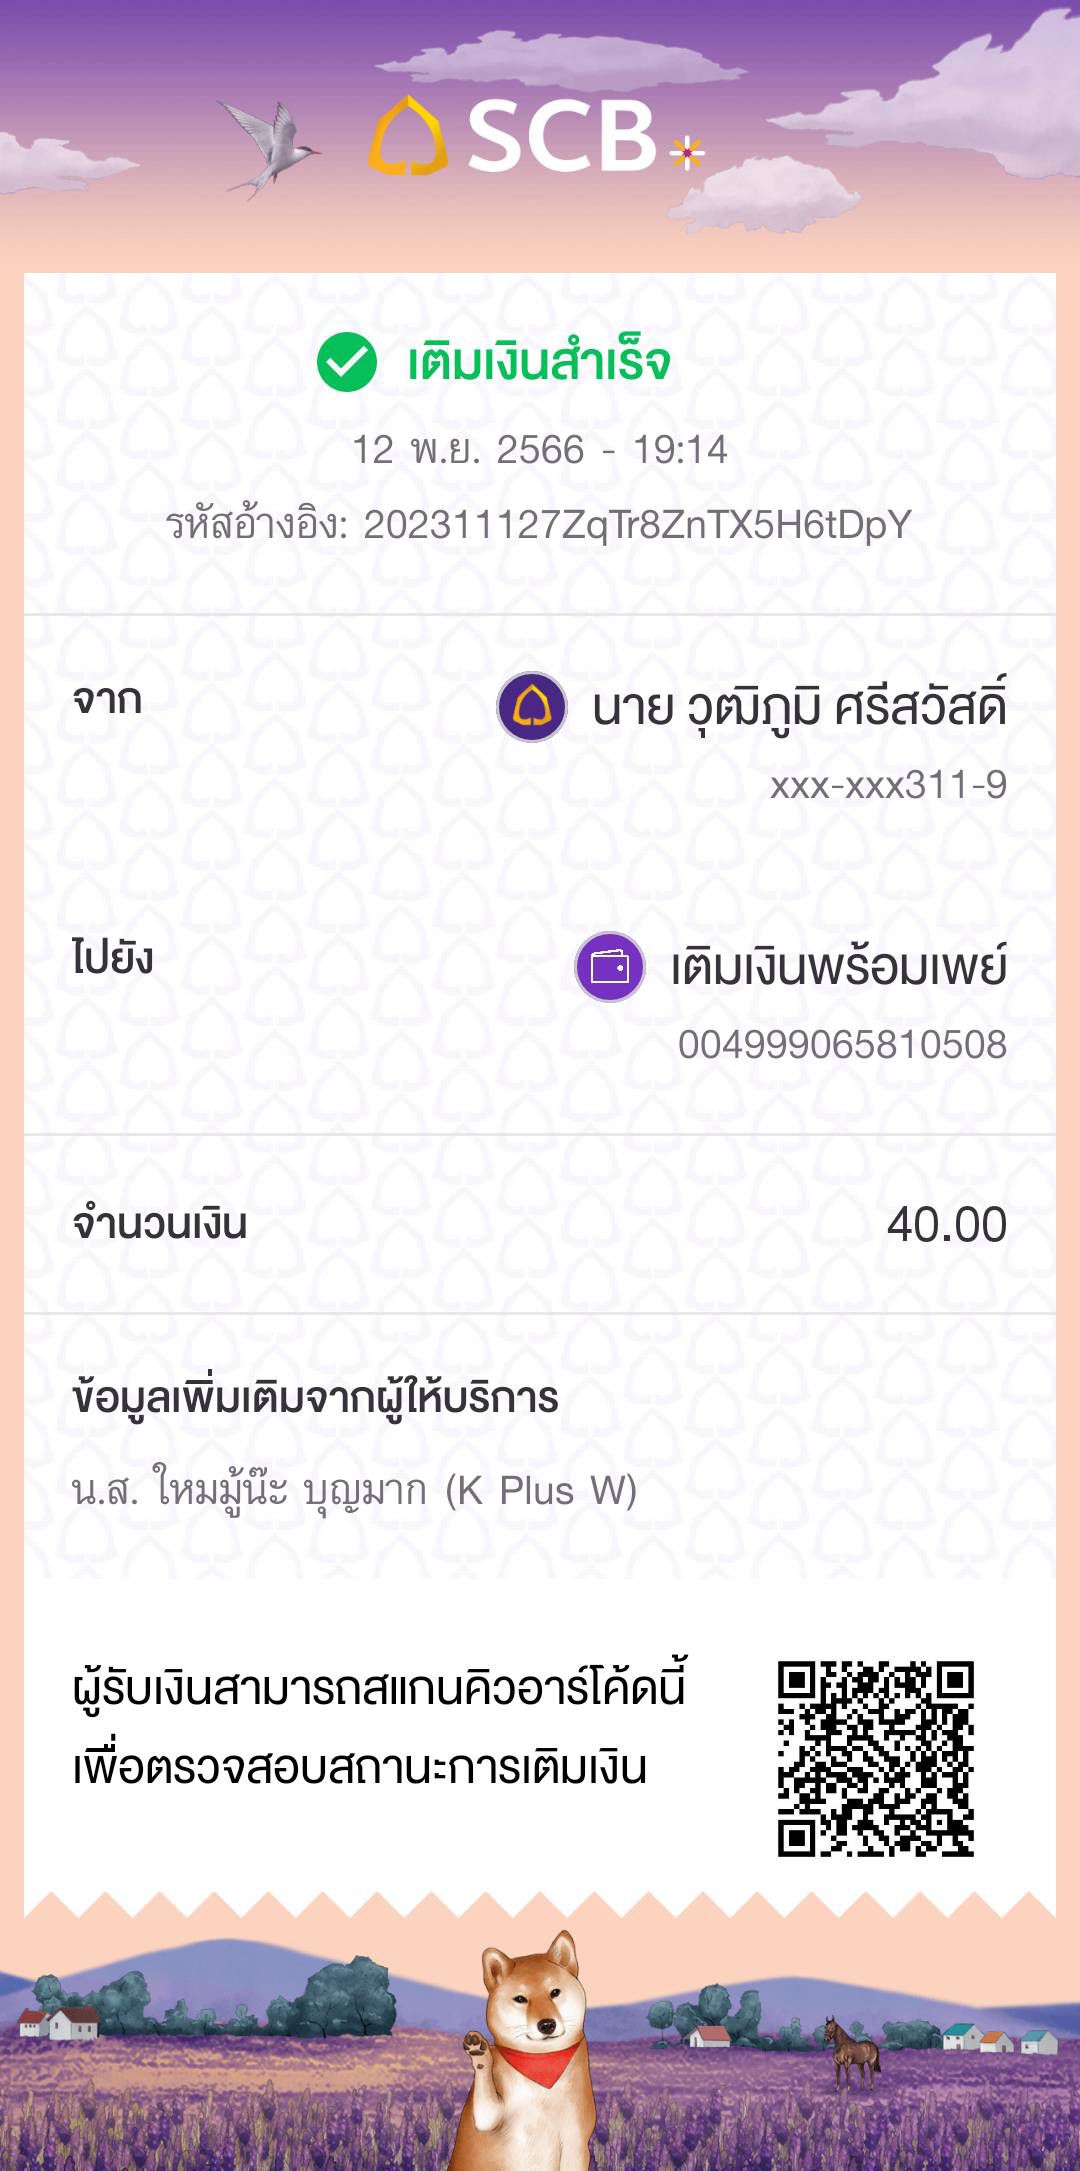 SCB
เติมเงินสำเร็จ
12 พ.ย. 2566 - 19:14
รหัสอ้างอิง: 202311127ZqTr8ZnTX5H6tDpY
จาก
นาย วุฒิภูมิ ศรีสวัสดิ์
xxx-xxx311-9
ไปยัง
เติมเงินพร้อมเพย์
004999065810508
จำนวนเงิน
40.00
ข้อมูลเพิ่มเติมจากผู้ให้บริการ
น.ส. ใหมมู้น๊ะ บุญมาก (K Plus W)
ผู้รับเงินสามารถสแกนคิวอาร์โค้ดนี้
เพื่อตรวจสอบสถานะการเติมเงิน